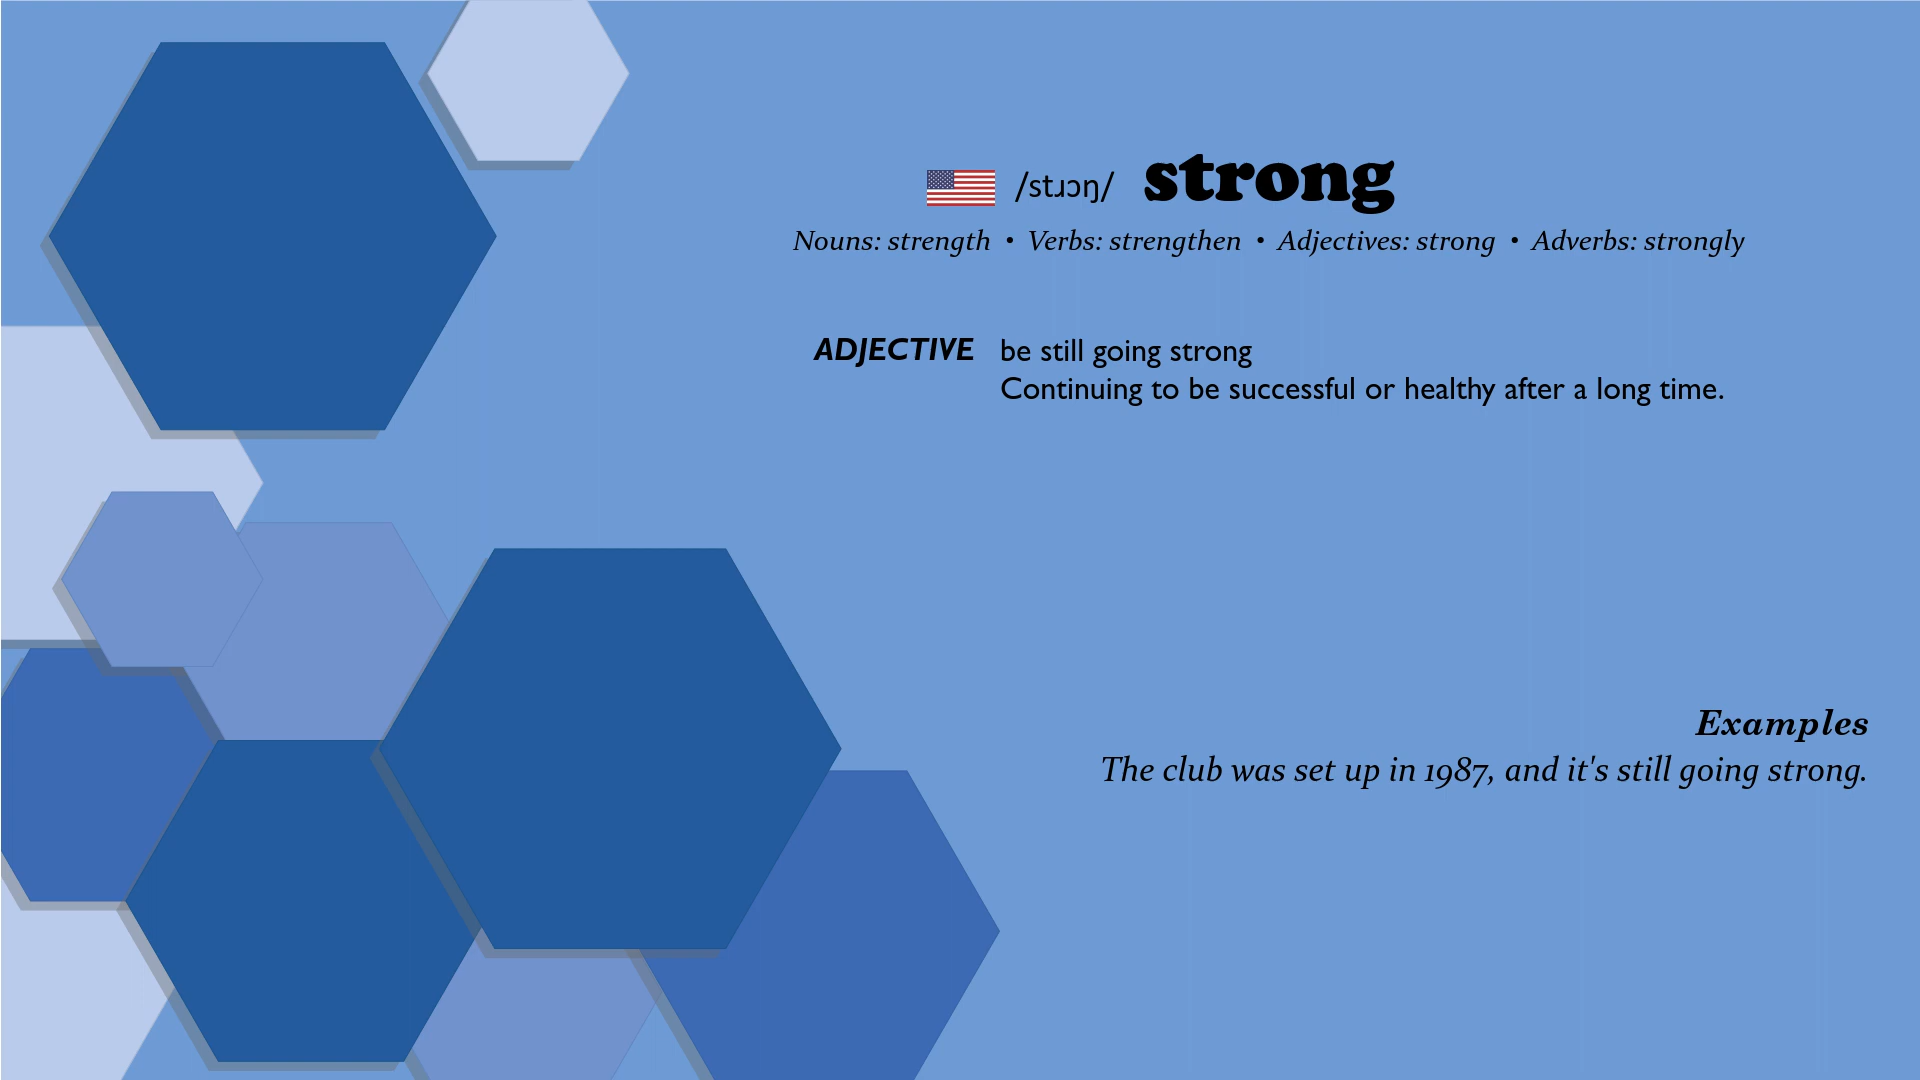 /stɹɔŋ/ strong
Nouns: strength • Verbs: strengthen • Adjectives: strong • Adverbs: strongly
ADJECTIVE be still going strong
Continuing to be successful or healthy after a long time.
Examples
The club was set up in 1987, and it's still going strong.